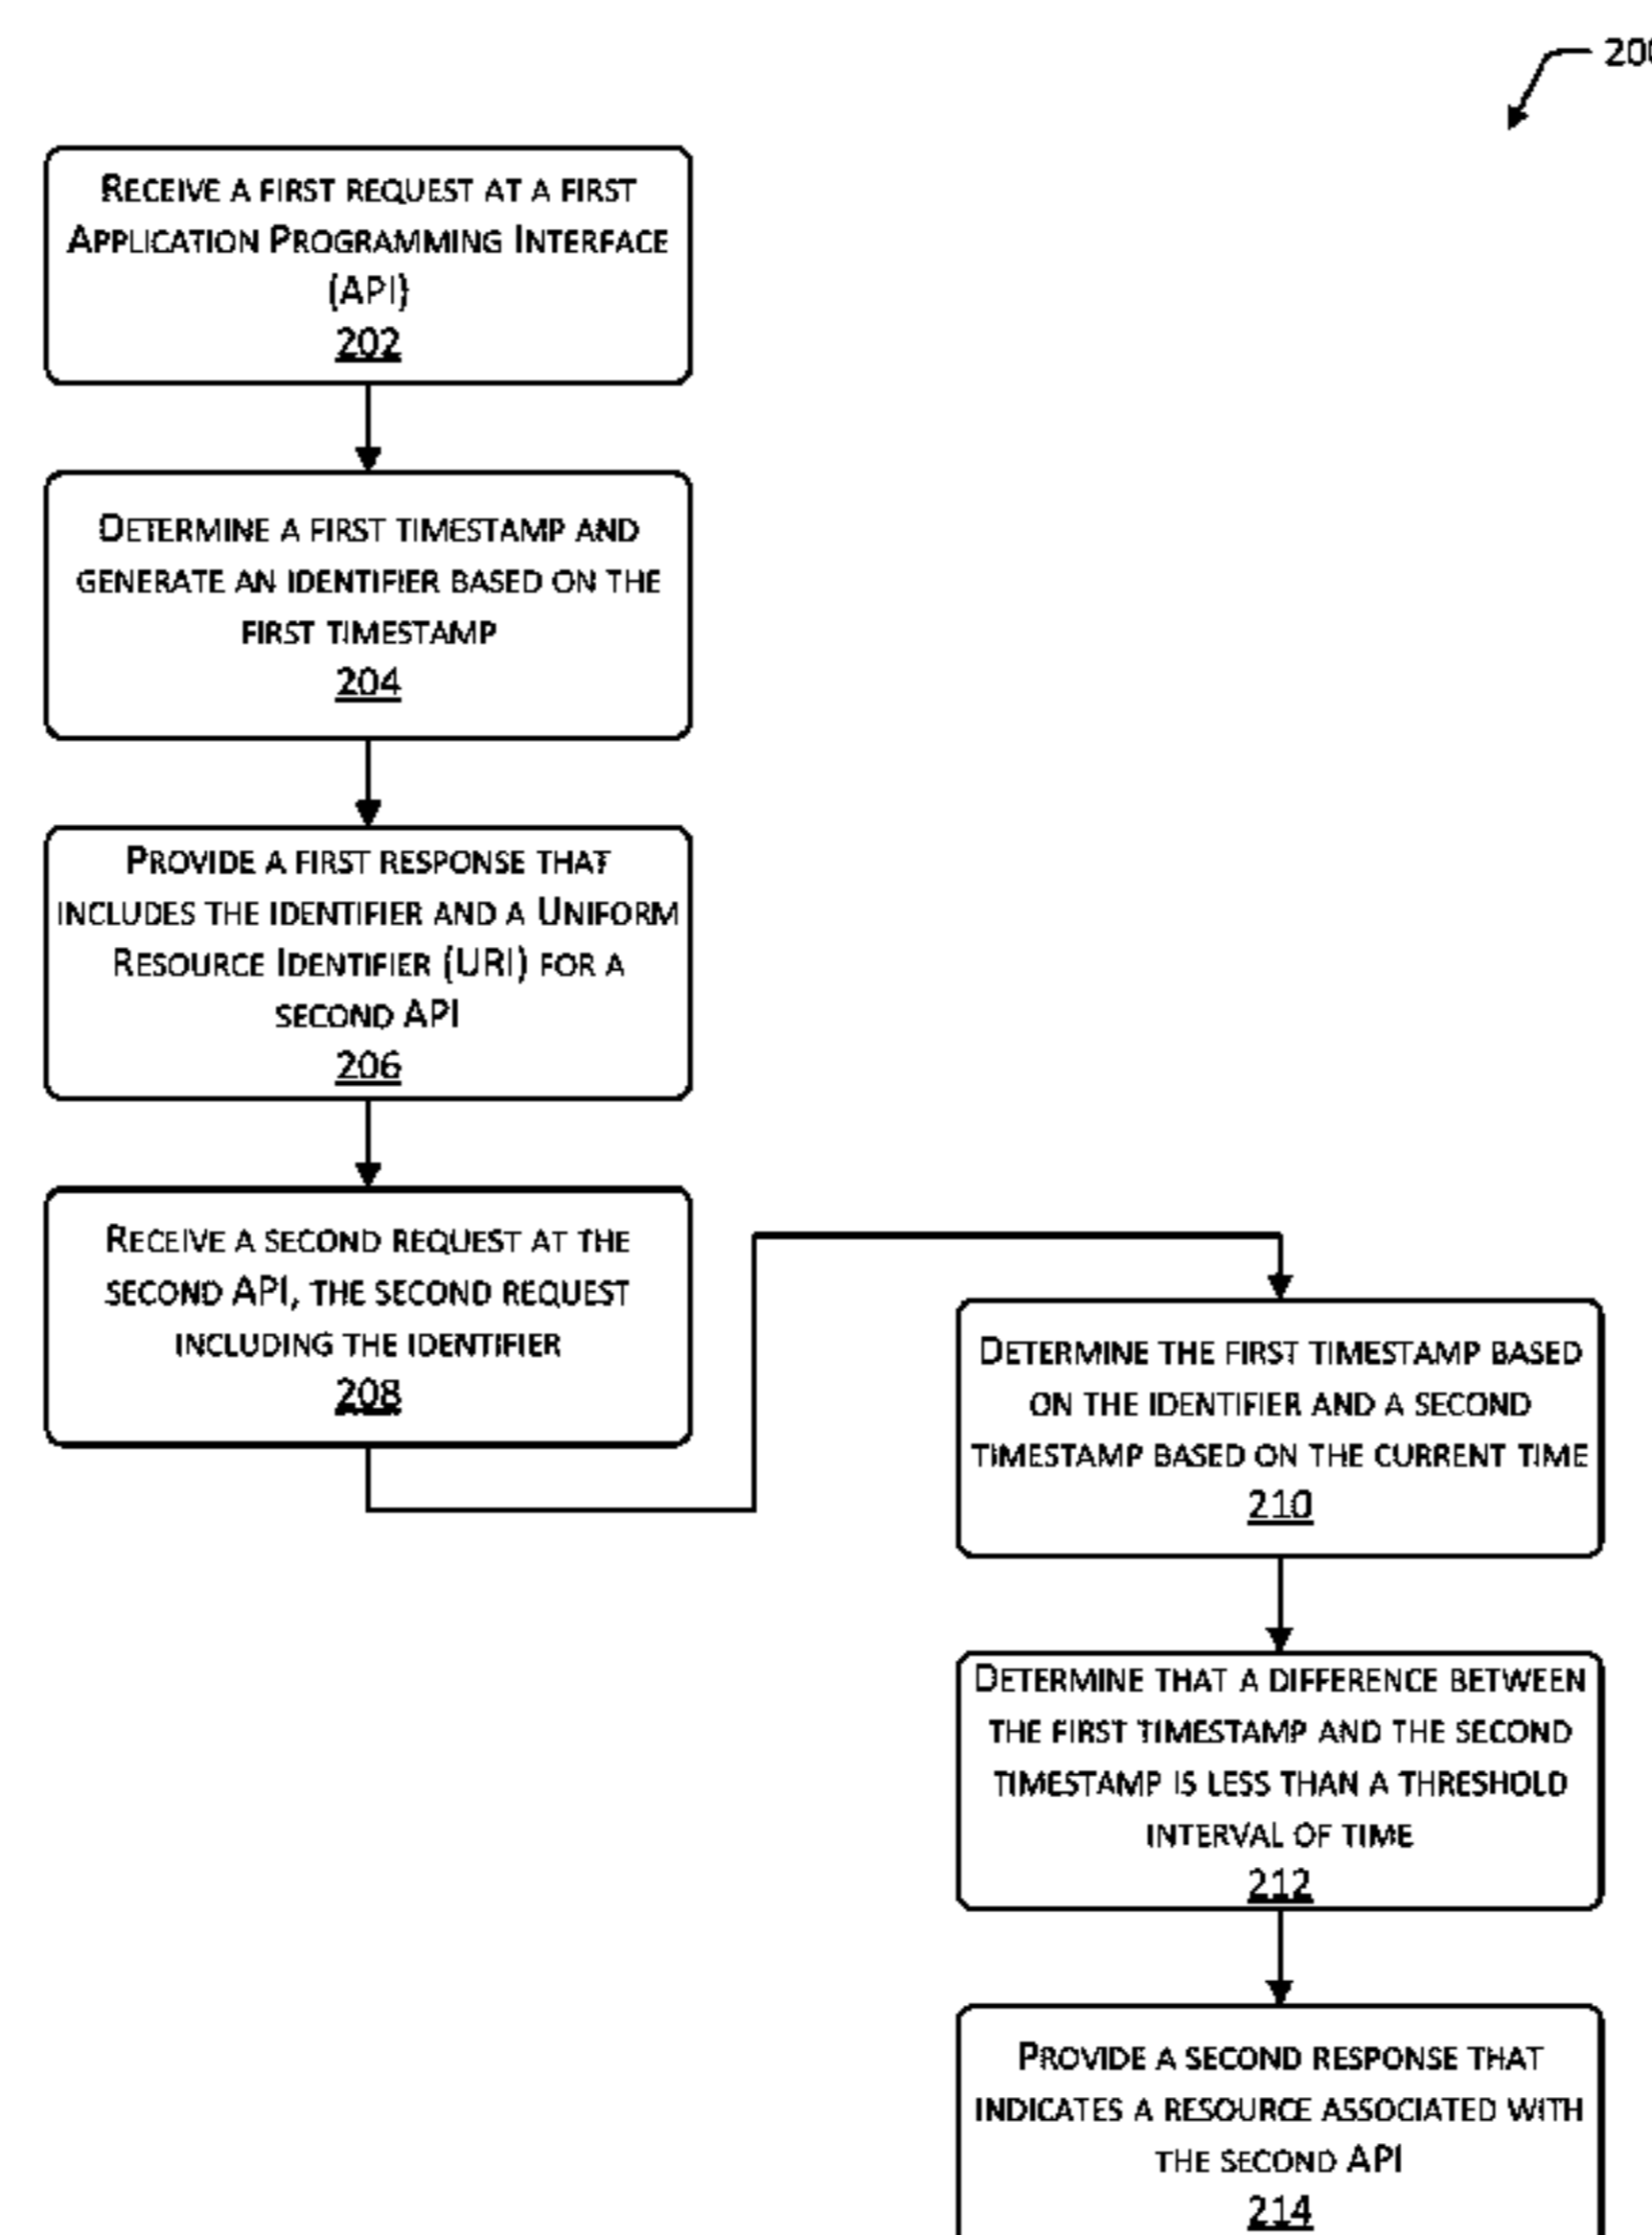 200
RECEIVE A FIRST REQUEST AT A FIRST
APPLICATION PROGRAMMING INTERFACE
(API)
202
DETERMINE A FIRST TIMESTAMP AND
GENERATE AN IDENTIFIER BASED ON THE
FIRST TIMESTAMP
204
PROVIDE A FIRST RESPONSE THAT
INCLUDES THE IDENTIFIER AND A UNIFORM
RESOURCE IDENTIFIER (URI) FOR A
SECOND API
206
RECEIVE A SECOND REQUEST AT THE
SECOND API, THE SECOND REQUEST
INCLUDING THE IDENTIFIER
208
DETERMINE THE FIRST TIMESTAMP BASED
ON THE IDENTIFIER AND A SECOND
TIMESTAMP BASED ON THE CURRENT TIME
210
DETERMINE THAT A DIFFERENCE BETWEEN
THE FIRST TIMESTAMP AND THE SECOND
TIMESTAMP IS LESS THAN A THRESHOLD
INTERVAL OF TIME
212
PROVIDE A SECOND RESPONSE THAT
INDICATES A RESOURCE ASSOCIATED WITH
THE SECOND API
214